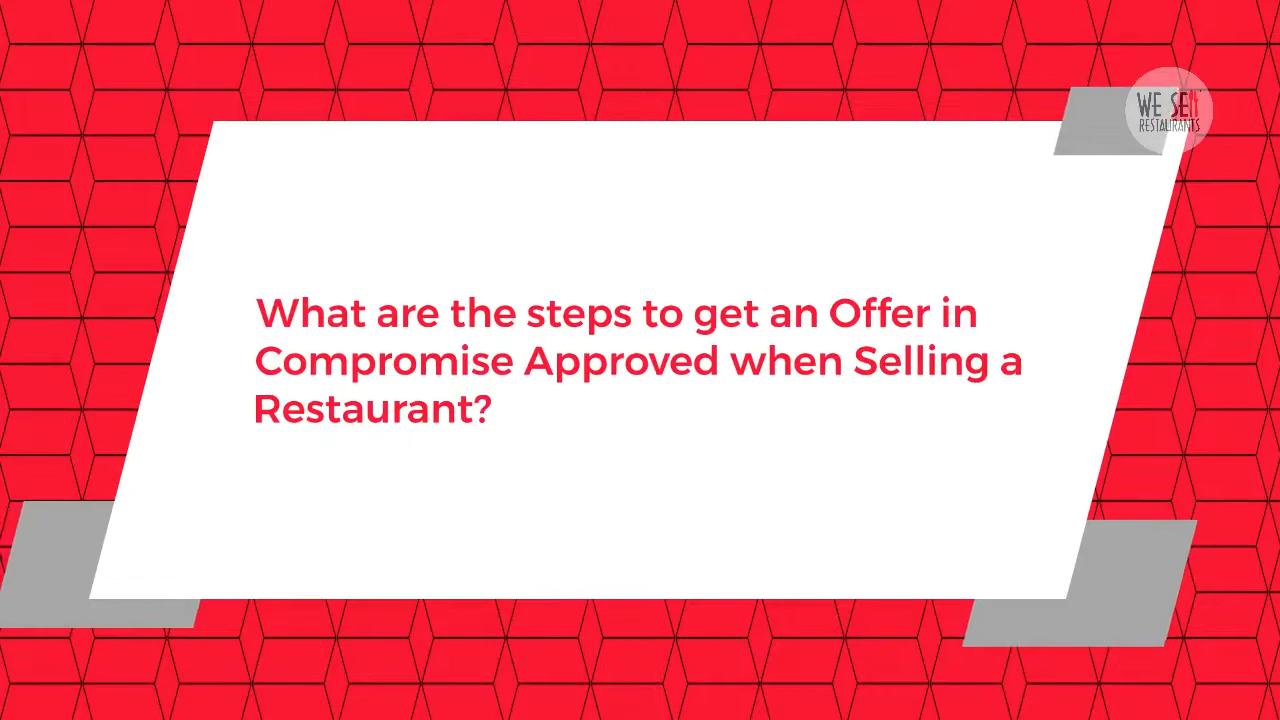 WE SELL
RESTAURANTS
What are the steps to get an Offer in
Compromise Approved when Selling a
Restaurant?